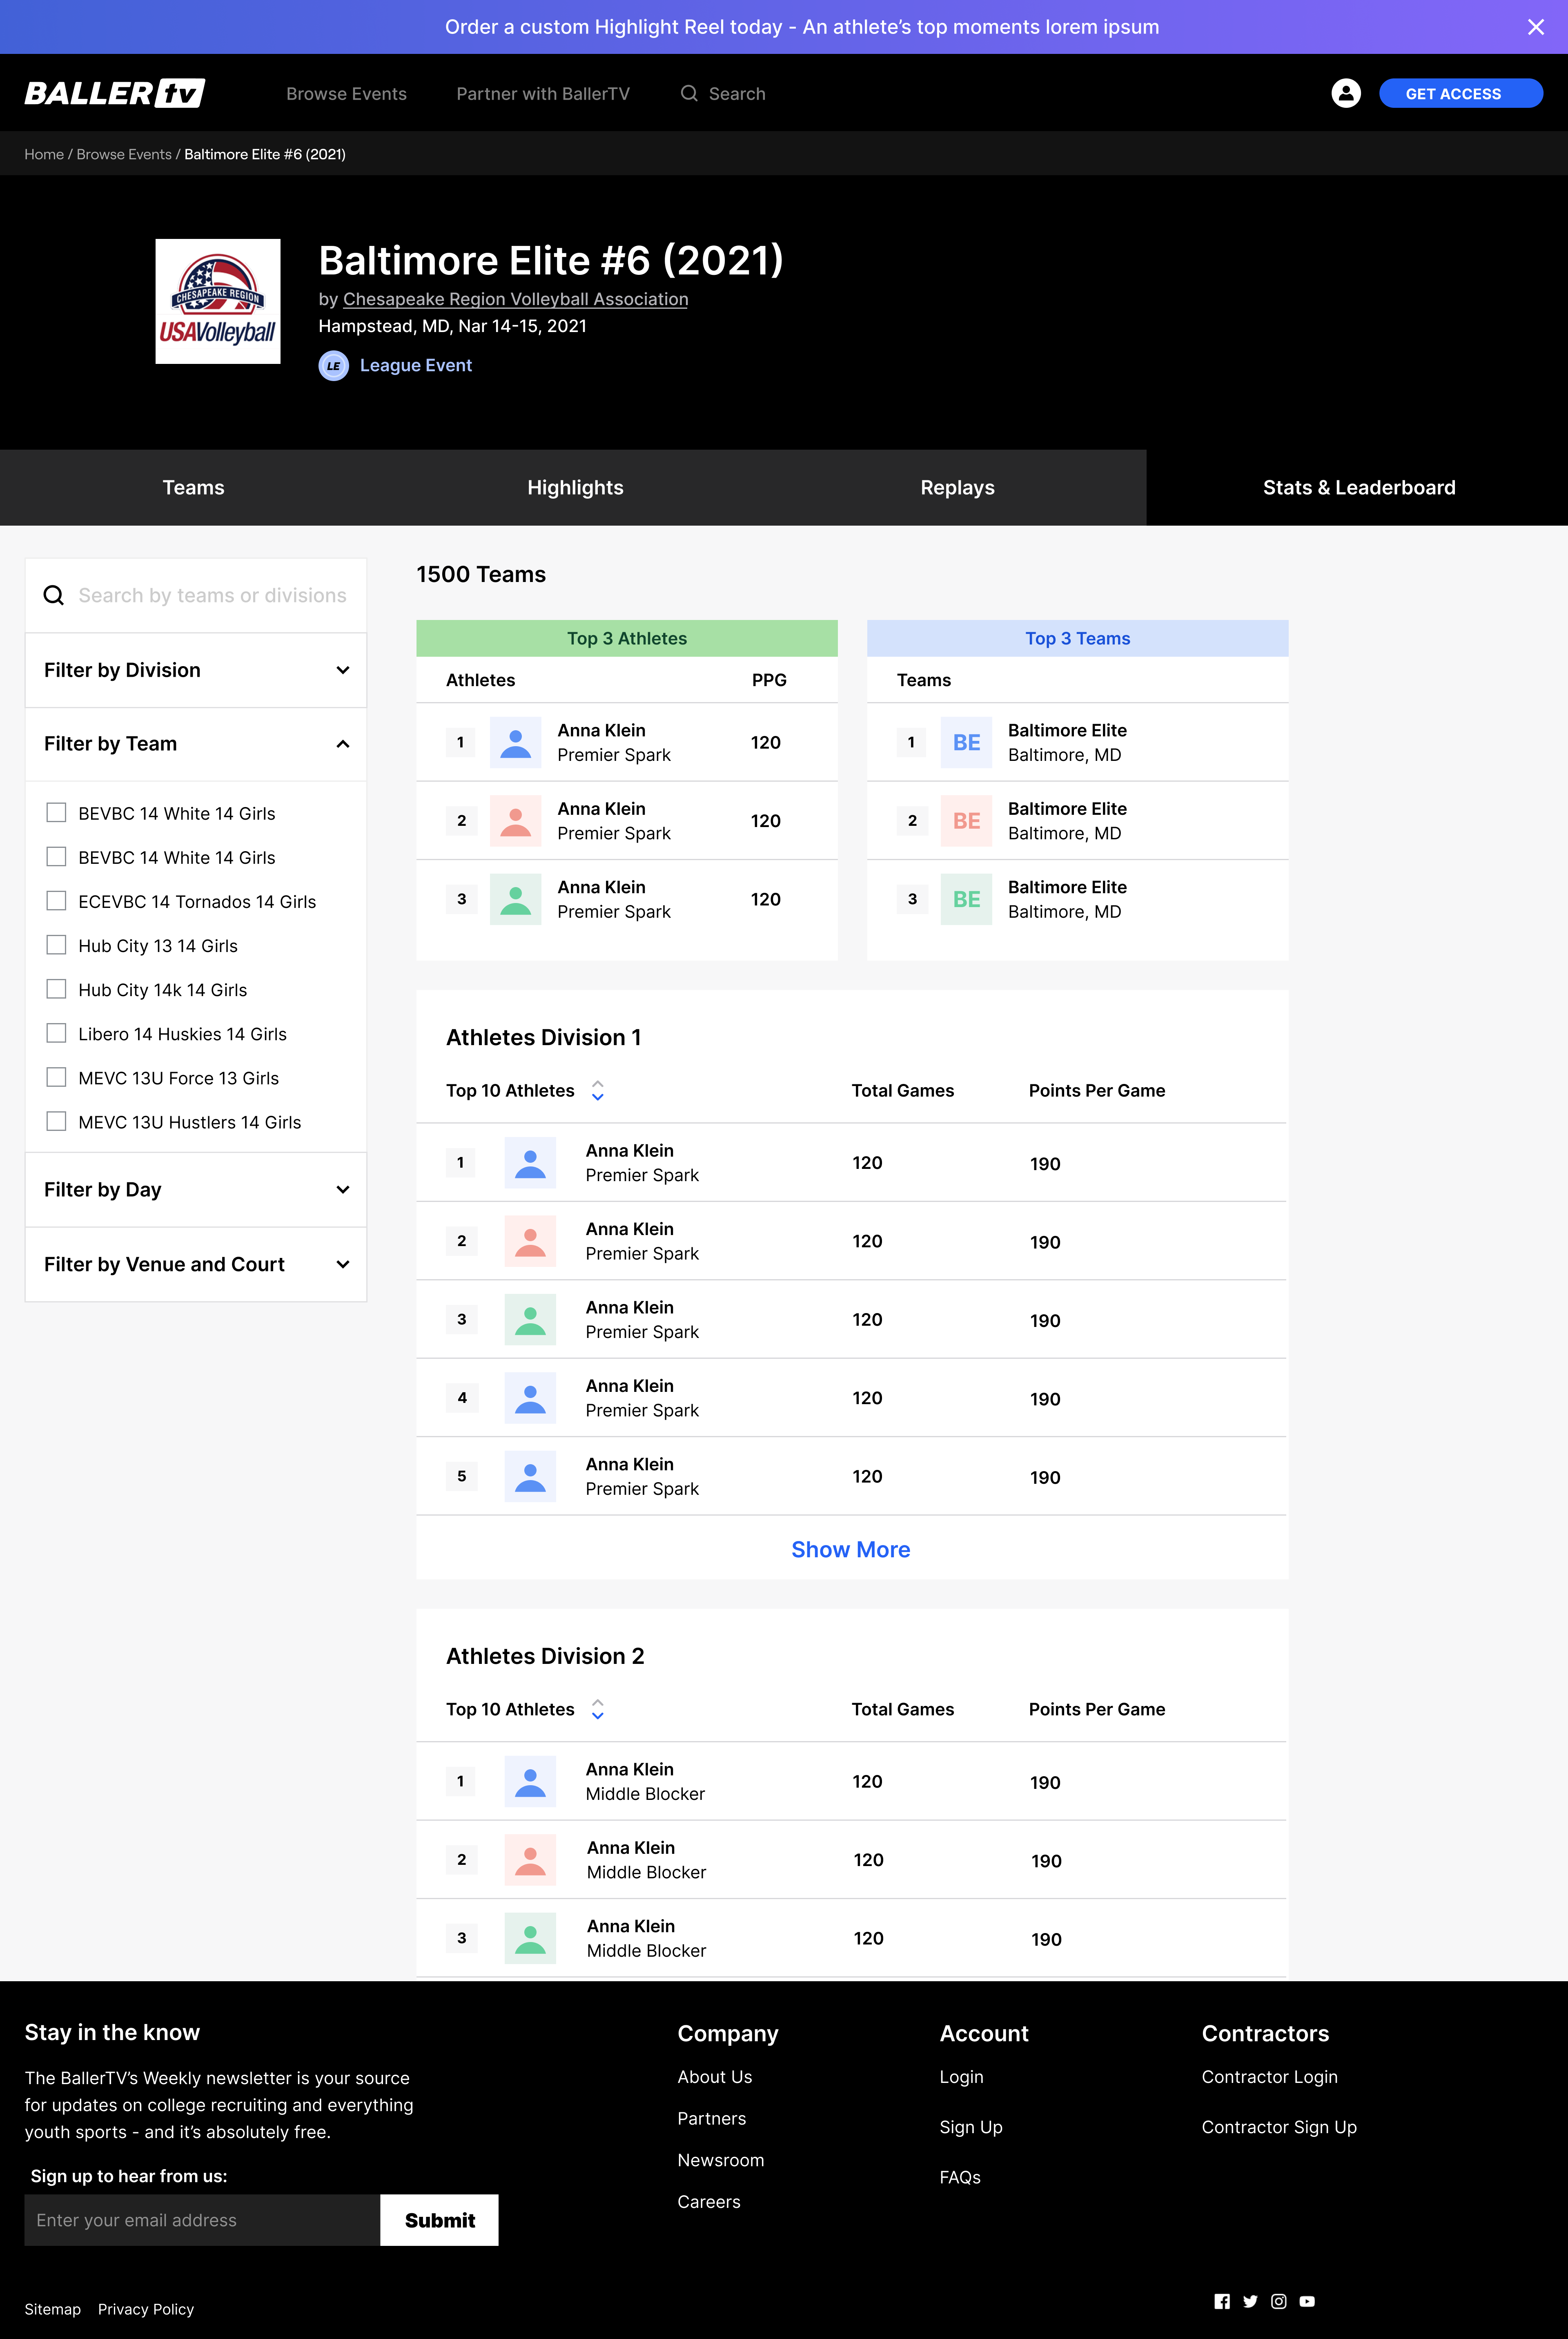 Order a custom Highlight Reel today - An athlete’s top moments lorem ipsum
BALLER tv
Browse Events
Partner with BallerTV
Search
GET ACCESS
Home / Browse Events / Baltimore Elite #6 (2021)
CHESAPEAKE REGION
USAVolleyball
Baltimore Elite #6 (2021)
by Chesapeake Region Volleyball Association
Hampstead, MD, Nar 14-15, 2021
LE League Event
Teams
Highlights
Replays
Stats & Leaderboard
Search by teams or divisions
Filter by Division
Filter by Team
BEVBC 14 White 14 Girls
BEVBC 14 White 14 Girls
ECEVBC 14 Tornados 14 Girls
Hub City 13 14 Girls
Hub City 14k 14 Girls
Libero 14 Huskies 14 Girls
MEVC 13U Force 13 Girls
MEVC 13U Hustlers 14 Girls
Filter by Day
Filter by Venue and Court
1500 Teams
Top 3 Athletes
Athletes PPG
1 Anna Klein 120
Premier Spark
2 Anna Klein 120
Premier Spark
3 Anna Klein 120
Premier Spark
Top 3 Teams
Teams
1 BE Baltimore Elite
Baltimore, MD
2 BE Baltimore Elite
Baltimore, MD
3 BE Baltimore Elite
Baltimore, MD
Athletes Division 1
Top 10 Athletes Total Games Points Per Game
1 Anna Klein 120 190
Premier Spark
2 Anna Klein 120 190
Premier Spark
3 Anna Klein 120 190
Premier Spark
4 Anna Klein 120 190
Premier Spark
5 Anna Klein 120 190
Premier Spark
Show More
Athletes Division 2
Top 10 Athletes Total Games Points Per Game
1 Anna Klein 120 190
Middle Blocker
2 Anna Klein 120 190
Middle Blocker
3 Anna Klein 120 190
Middle Blocker
Stay in the know
The BallerTV’s Weekly newsletter is your source
for updates on college recruiting and everything
youth sports - and it’s absolutely free.
Sign up to hear from us:
Enter your email address
Submit
Company
About Us
Partners
Newsroom
Careers
Account
Login
Sign Up
FAQs
Contractors
Contractor Login
Contractor Sign Up
Sitemap
Privacy Policy